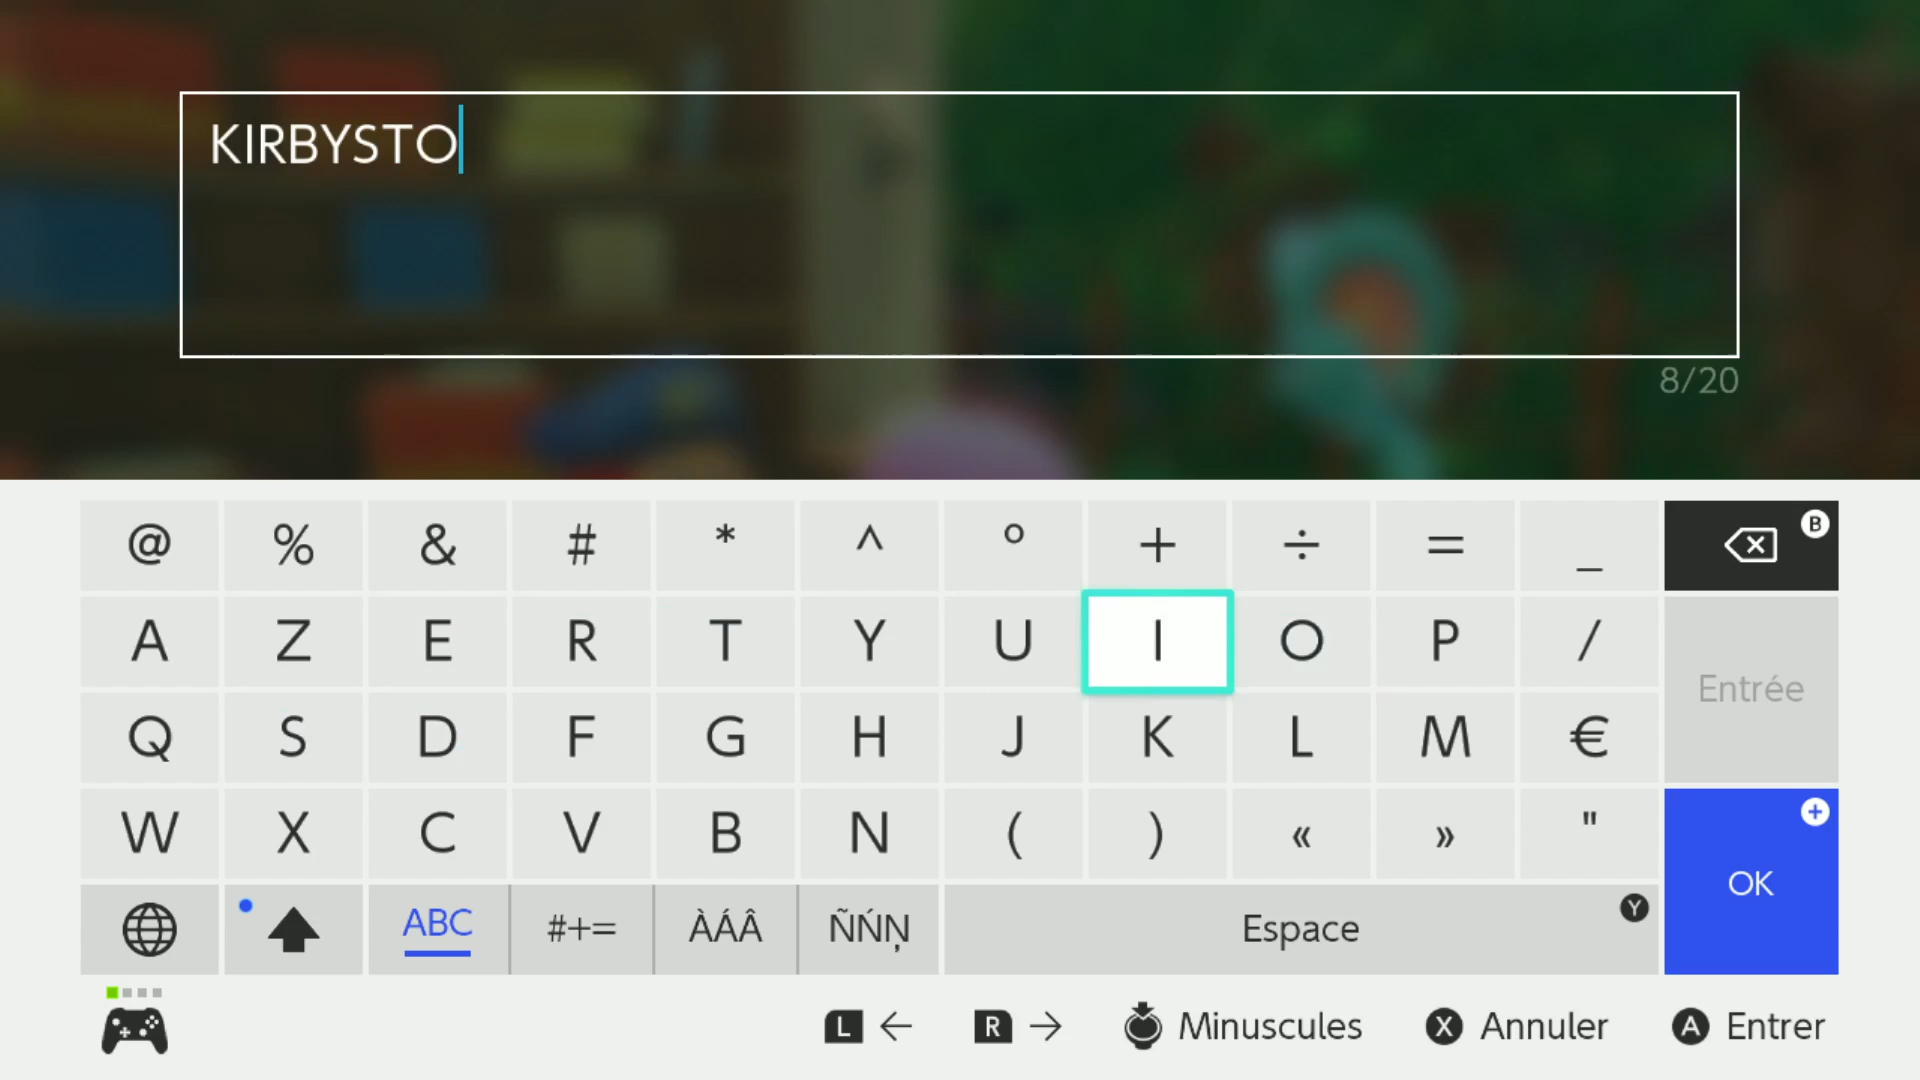 KIRBYSTO
8/20
@ % & # * ^ ° + ÷ = _ B
A Z E R T Y U I O P / Entrée
Q S D F G H J K L M €
W X C V B N ( ) « » " + OK
ABC #+= ÀÁÂ ÑŃŅ Espace Y
L ← R → Minuscules X Annuler A Entrer